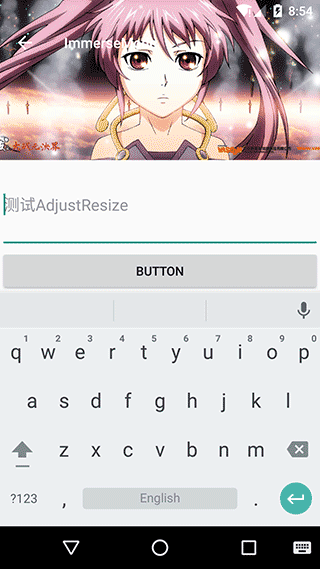 8:54
Immerse
测试AdjustResize
BUTTON
1 2 3 4 5 6 7 8 9 0
q w e r t y u i o p
a s d f g h j k l
z x c v b n m
?123 , English .